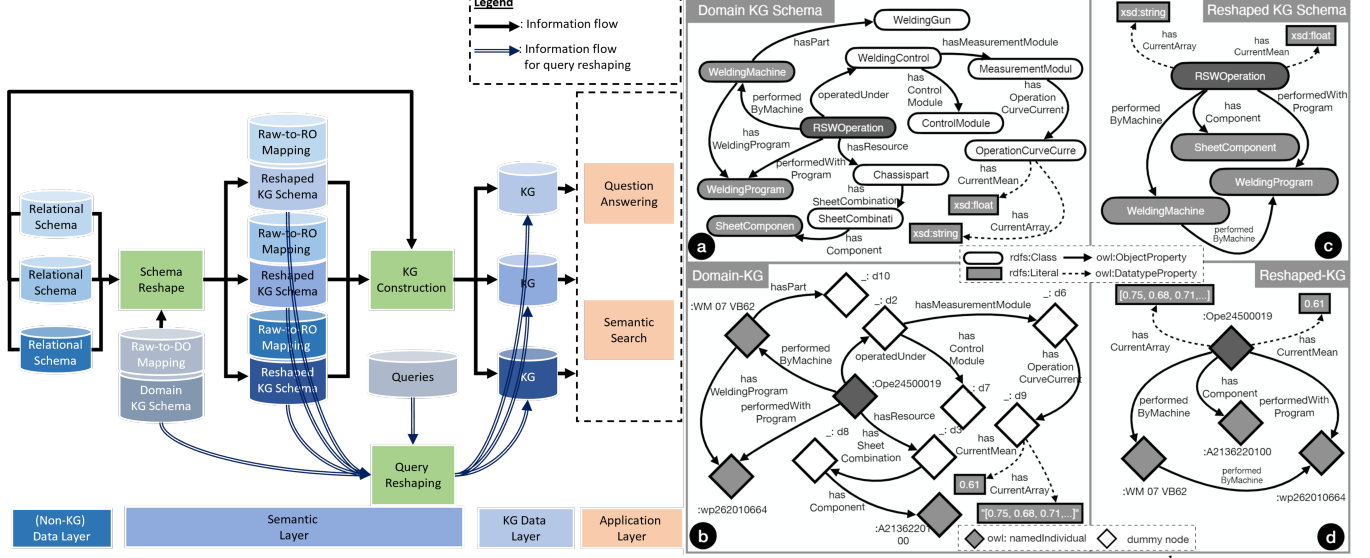 Legend
: Information flow
: Information flow
for query reshaping
Relational
Schema
Relational
Schema
Relational
Schema
Schema
Reshape
Raw-to-DO
Mapping
Domain
KG Schema
Raw-to-RO
Mapping
Reshaped
KG Schema
Raw-to-RO
Mapping
Reshaped
KG Schema
Raw-to-RO
Mapping
Reshaped
KG Schema
KG
Construction
Queries
Query
Reshaping
KG
KG
KG
Question
Answering
Semantic
Search
(Non-KG)
Data Layer
Semantic
Layer
KG Data
Layer
Application
Layer
Domain KG Schema
WeldingGun
hasPart
WeldingControl
hasMeasurementModule
WeldingMachine
MeasurementModul
performed
ByMachine
operatedUnder
has
Control
Module
has
Operation
CurveCurrent
has
WeldingProgram
RSWOperation
ControlModule
hasResource
OperationCurveCurre
performedWith
Program
Chassispart
has
CurrentMean
WeldingProgram
has
SheetCombination
xsd:float
SheetComponen
SheetCombinati
has
CurrentArray
xsd:string
has
Component
a
Reshaped KG Schema
xsd:string
has
CurrentArray
xsd:float
has
CurrentMean
RSWOperation
performed
ByMachine
has
Component
performedWith
Program
SheetComponent
WeldingProgram
WeldingMachine
performed
ByMachine
c
rdfs:Class
owl:ObjectProperty
rdfs:Literal
owl:DatatypeProperty
Domain-KG
_: d10
hasPart
_: d2
hasMeasurementModule
_: d6
:WM 07 VB62
performed
ByMachine
operatedUnder
has
Control
Module
has
Operation
CurveCurrent
has
WeldingProgram
:Ope24500019
_: d7
_: d9
performedWith
Program
hasResource
_: d8
has
Sheet
Combination
_: d3
has
CurrentMean
0.61
has
CurrentArray
:wp262010664
has
Component
:A21362201
00
"[0.75, 0.68, 0.71,...]"
b
Reshaped-KG
[0.75, 0.68, 0.71,...]
0.61
:Ope24500019
has
CurrentArray
has
CurrentMean
performed
ByMachine
has
Component
performedWith
Program
:A2136220100
:WM 07 VB62
performed
ByMachine
:wp262010664
owl: namedIndividual
dummy node
d